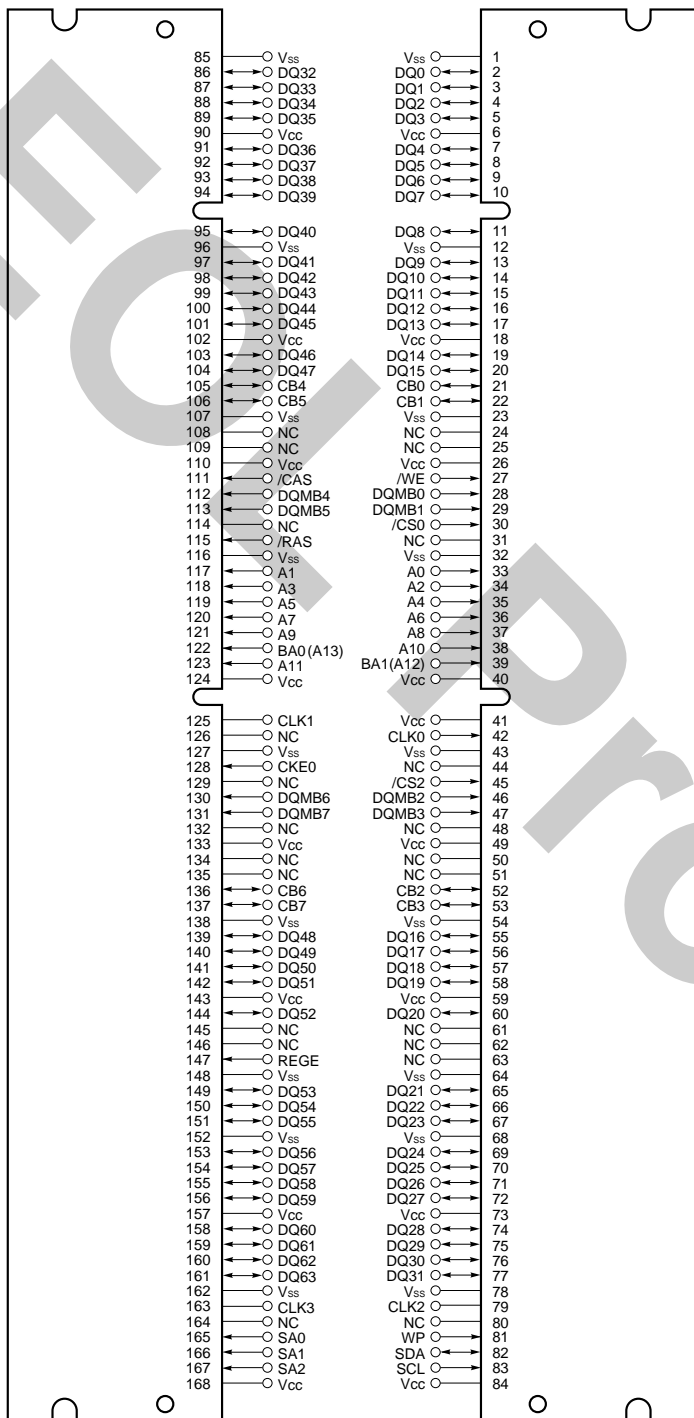 85 Vss Vss 1
86 DQ32 DQ0 2
87 DQ33 DQ1 3
88 DQ34 DQ2 4
89 DQ35 DQ3 5
90 Vcc Vcc 6
91 DQ36 DQ4 7
92 DQ37 DQ5 8
93 DQ38 DQ6 9
94 DQ39 DQ7 10
95 DQ40 DQ8 11
96 Vss Vss 12
97 DQ41 DQ9 13
98 DQ42 DQ10 14
99 DQ43 DQ11 15
100 DQ44 DQ12 16
101 DQ45 DQ13 17
102 Vcc Vcc 18
103 DQ46 DQ14 19
104 DQ47 DQ15 20
105 CB4 CB0 21
106 CB5 CB1 22
107 Vss Vss 23
108 NC NC 24
109 NC NC 25
110 Vcc Vcc 26
111 /CAS /WE 27
112 DQMB4 DQMB0 28
113 DQMB5 DQMB1 29
114 NC /CS0 30
115 /RAS NC 31
116 Vss Vss 32
117 A1 A0 33
118 A3 A2 34
119 A5 A4 35
120 A7 A6 36
121 A9 A8 37
122 BA0 (A13) A10 38
123 A11 BA1 (A12) 39
124 Vcc Vcc 40
125 CLK1 Vcc 41
126 NC CLK0 42
127 Vss Vss 43
128 CKE0 NC 44
129 NC /CS2 45
130 DQMB6 DQMB2 46
131 DQMB7 DQMB3 47
132 NC NC 48
133 Vcc Vcc 49
134 NC NC 50
135 NC NC 51
136 CB6 CB2 52
137 CB7 CB3 53
138 Vss Vss 54
139 DQ48 DQ16 55
140 DQ49 DQ17 56
141 DQ50 DQ18 57
142 DQ51 DQ19 58
143 Vcc Vcc 59
144 DQ52 DQ20 60
145 NC NC 61
146 NC NC 62
147 REGE NC 63
148 Vss Vss 64
149 DQ53 DQ21 65
150 DQ54 DQ22 66
151 DQ55 DQ23 67
152 Vss Vss 68
153 DQ56 DQ24 69
154 DQ57 DQ25 70
155 DQ58 DQ26 71
156 DQ59 DQ27 72
157 Vcc Vcc 73
158 DQ60 DQ28 74
159 DQ61 DQ29 75
160 DQ62 DQ30 76
161 DQ63 DQ31 77
162 Vss Vss 78
163 CLK3 CLK2 79
164 NC NC 80
165 SA0 WP 81
166 SA1 SDA 82
167 SA2 SCL 83
168 Vcc Vcc 84